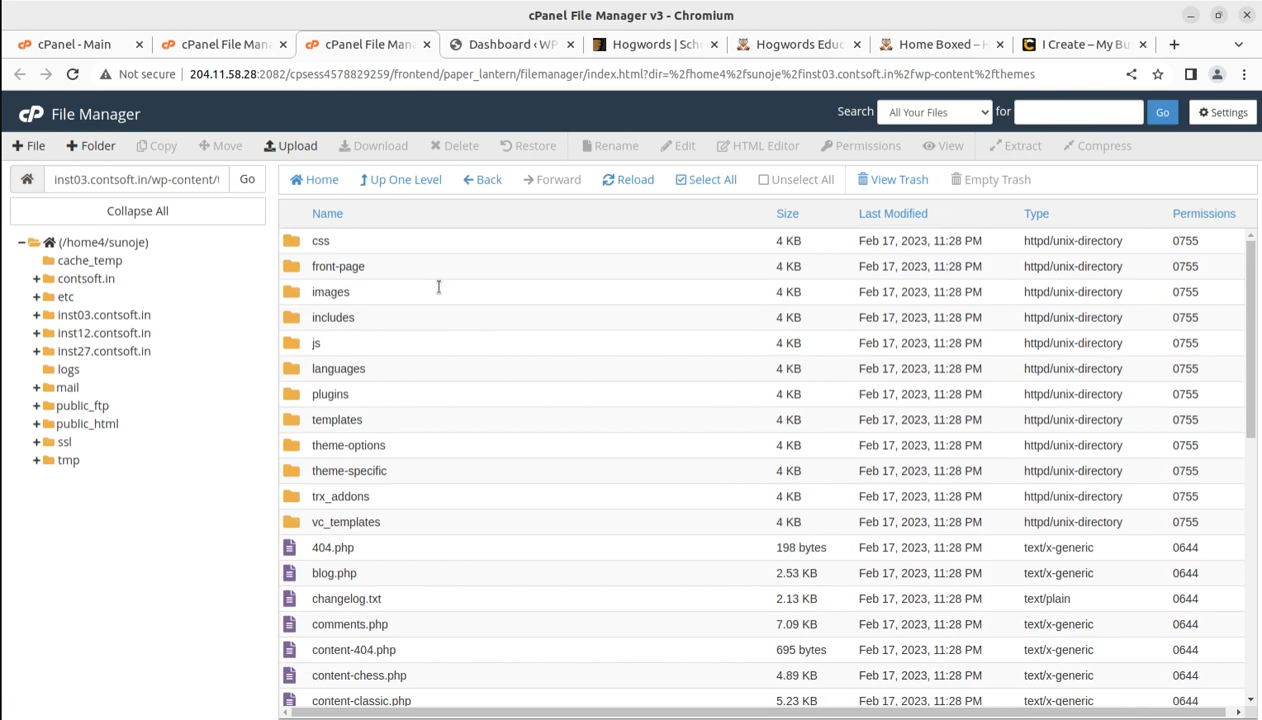 cPanel File Manager v3 - Chromium
cPanel - Main
cPanel File Man
cPanel File Man
Dashboard ‹ WP
Hogwords | Sch
Hogwords Educ
Home Boxed – H
I Create – My Bu
Not secure 204.11.58.28:2082/cpsess4578829259/frontend/paper_lantern/filemanager/index.html?dir=%2fhome4%2fsunoje%2finst03.contsoft.in%2fwp-content%2fthemes
cP File Manager
Search All Your Files for Go Settings
+ File + Folder Copy Move Upload Download Delete Restore Rename Edit HTML Editor Permissions View Extract Compress
inst03.contsoft.in/wp-content/t Go Home Up One Level Back Forward Reload Select All Unselect All View Trash Empty Trash
Collapse All
(/home4/sunoje)
cache_temp
contsoft.in
etc
inst03.contsoft.in
inst12.contsoft.in
inst27.contsoft.in
logs
mail
public_ftp
public_html
ssl
tmp
Name Size Last Modified Type Permissions
css 4 KB Feb 17, 2023, 11:28 PM httpd/unix-directory 0755
front-page 4 KB Feb 17, 2023, 11:28 PM httpd/unix-directory 0755
images 4 KB Feb 17, 2023, 11:28 PM httpd/unix-directory 0755
includes 4 KB Feb 17, 2023, 11:28 PM httpd/unix-directory 0755
js 4 KB Feb 17, 2023, 11:28 PM httpd/unix-directory 0755
languages 4 KB Feb 17, 2023, 11:28 PM httpd/unix-directory 0755
plugins 4 KB Feb 17, 2023, 11:28 PM httpd/unix-directory 0755
templates 4 KB Feb 17, 2023, 11:28 PM httpd/unix-directory 0755
theme-options 4 KB Feb 17, 2023, 11:28 PM httpd/unix-directory 0755
theme-specific 4 KB Feb 17, 2023, 11:28 PM httpd/unix-directory 0755
trx_addons 4 KB Feb 17, 2023, 11:28 PM httpd/unix-directory 0755
vc_templates 4 KB Feb 17, 2023, 11:28 PM httpd/unix-directory 0755
404.php 198 bytes Feb 17, 2023, 11:28 PM text/x-generic 0644
blog.php 2.53 KB Feb 17, 2023, 11:28 PM text/x-generic 0644
changelog.txt 2.13 KB Feb 17, 2023, 11:28 PM text/plain 0644
comments.php 7.09 KB Feb 17, 2023, 11:28 PM text/x-generic 0644
content-404.php 695 bytes Feb 17, 2023, 11:28 PM text/x-generic 0644
content-chess.php 4.89 KB Feb 17, 2023, 11:28 PM text/x-generic 0644
content-classic.php 5.23 KB Feb 17, 2023, 11:28 PM text/x-generic 0644